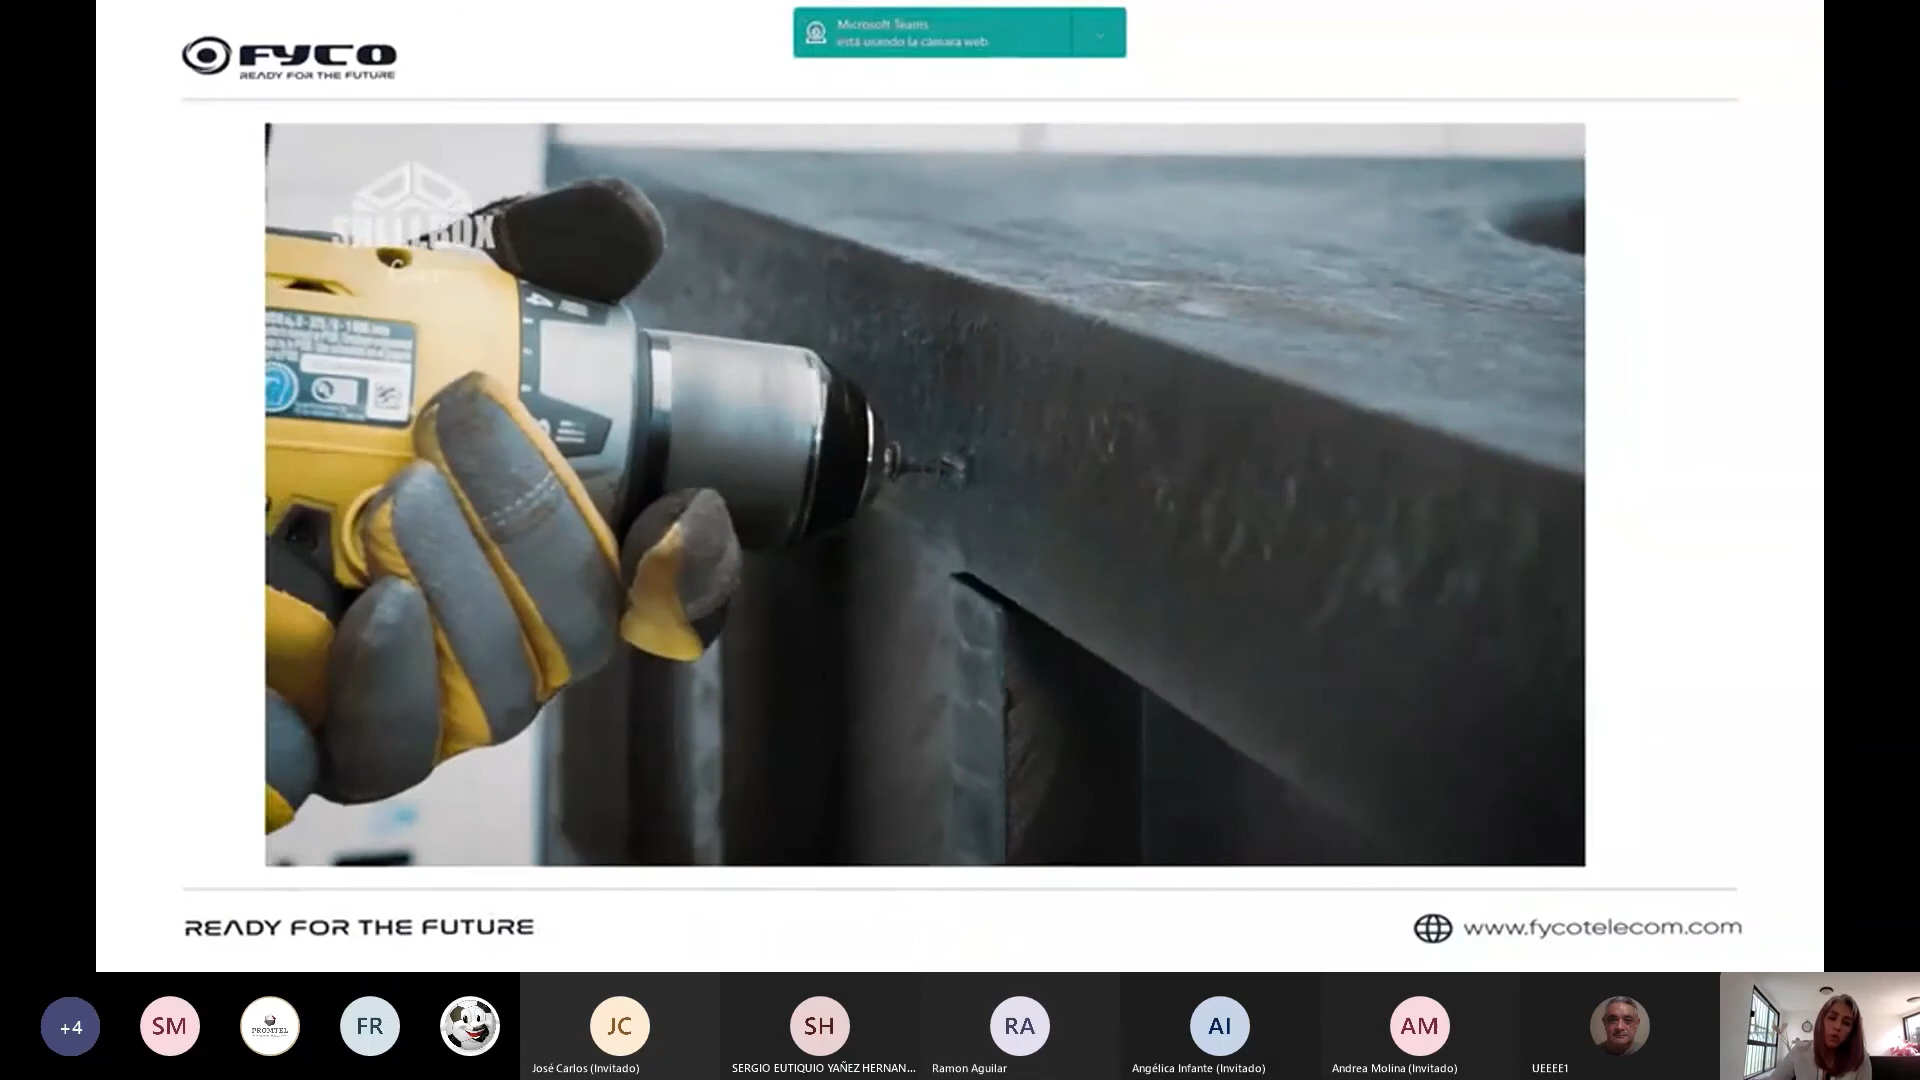 Microsoft Teams
está usando la cámara web
FYCO
READY FOR THE FUTURE
READY FOR THE FUTURE
www.fycotelecom.com
+4
SM
PROMTEL
FR
JC
José Carlos (Invitado)
SH
SERGIO EUTIQUIO YAÑEZ HERNAN...
RA
Ramon Aguilar
AI
Angélica Infante (Invitado)
AM
Andrea Molina (Invitado)
UEEEE1